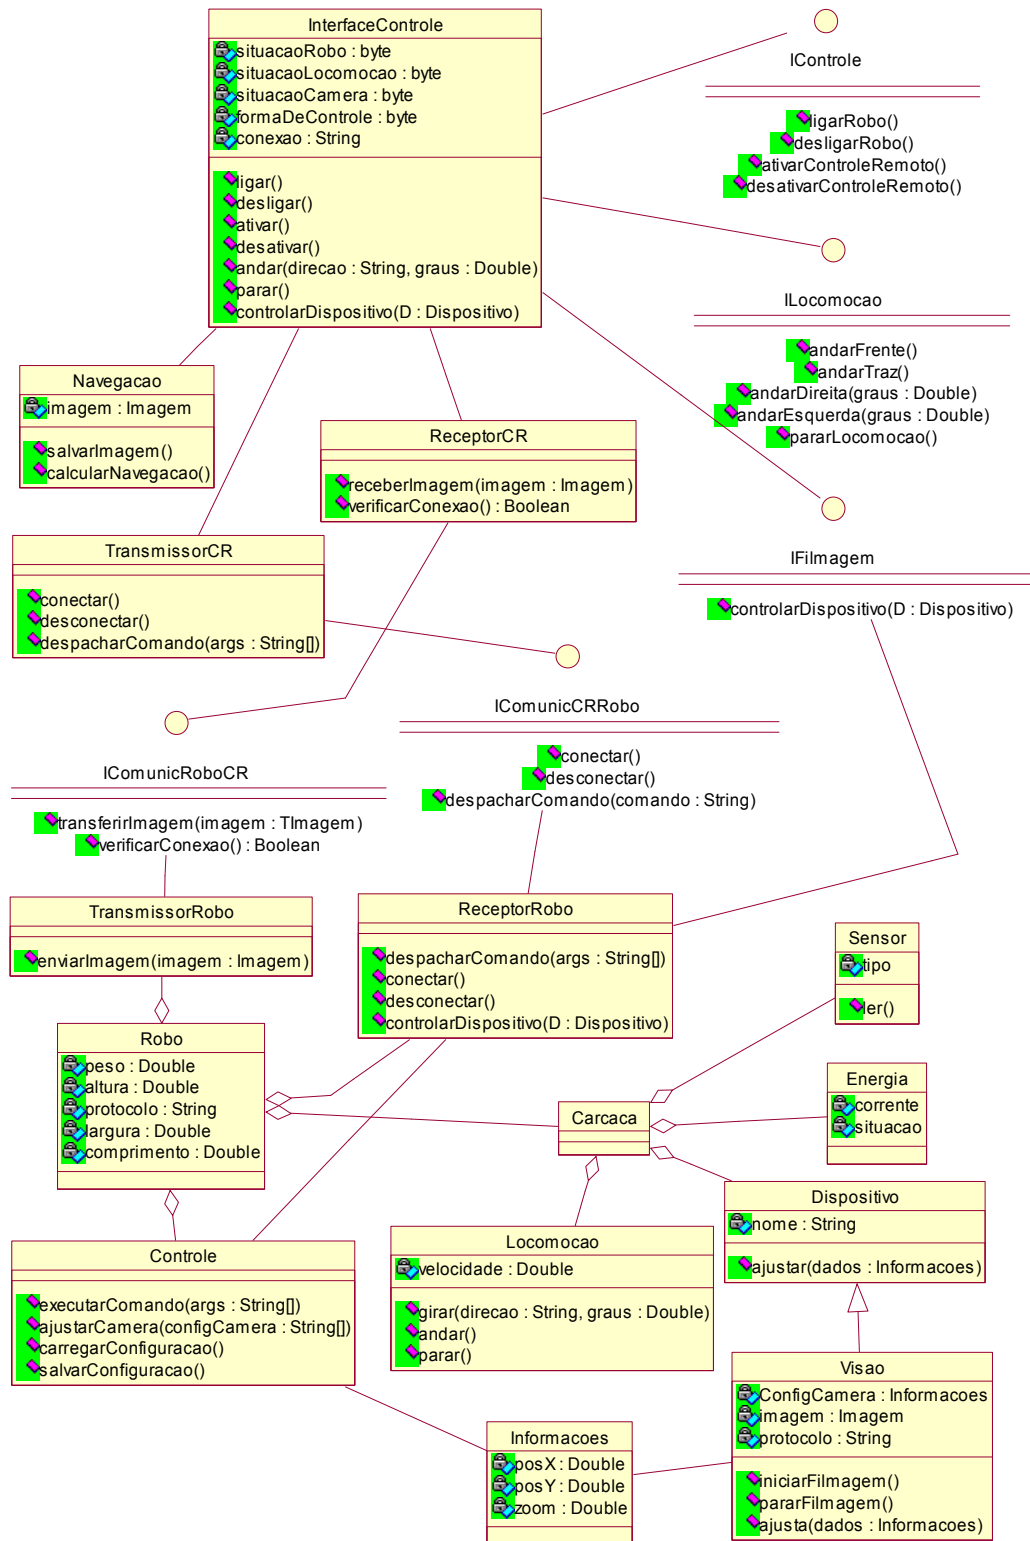 InterfaceControle
situacaoRobo : byte
situacaoLocomocao : byte
situacaoCamera : byte
formaDeControle : byte
conexao : String
ligar()
desligar()
ativar()
desativar()
andar(direcao : String, graus : Double)
parar()
controlarDispositivo(D : Dispositivo)
IControle
ligarRobo()
desligarRobo()
ativarControleRemoto()
desativarControleRemoto()
ILocomocao
andarFrente()
andarTraz()
andarDireita(graus : Double)
andarEsquerda(graus : Double)
pararLocomocao()
Navegacao
imagem : Imagem
salvarImagem()
calcularNavegacao()
ReceptorCR
receberImagem(imagem : Imagem)
verificarConexao() : Boolean
TransmissorCR
conectar()
desconectar()
despacharComando(args : String[])
IFilmagem
controlarDispositivo(D : Dispositivo)
IComunicCRRobo
conectar()
desconectar()
despacharComando(comando : String)
IComunicRoboCR
transferirImagem(imagem : TImagem)
verificarConexao() : Boolean
TransmissorRobo
enviarImagem(imagem : Imagem)
ReceptorRobo
despacharComando(args : String[])
conectar()
desconectar()
controlarDispositivo(D : Dispositivo)
Sensor
tipo
ler()
Robo
peso : Double
altura : Double
protocolo : String
largura : Double
comprimento : Double
Carcaca
Energia
corrente
situacao
Dispositivo
nome : String
ajustar(dados : Informacoes)
Controle
executarComando(args : String[])
ajustarCamera(configCamera : String[])
carregarConfiguracao()
salvarConfiguracao()
Locomocao
velocidade : Double
girar(direcao : String, graus : Double)
andar()
parar()
Visao
ConfigCamera : Informacoes
imagem : Imagem
protocolo : String
iniciarFilmagem()
pararFilmagem()
ajusta(dados : Informacoes)
Informacoes
posX : Double
posY : Double
zoom : Double